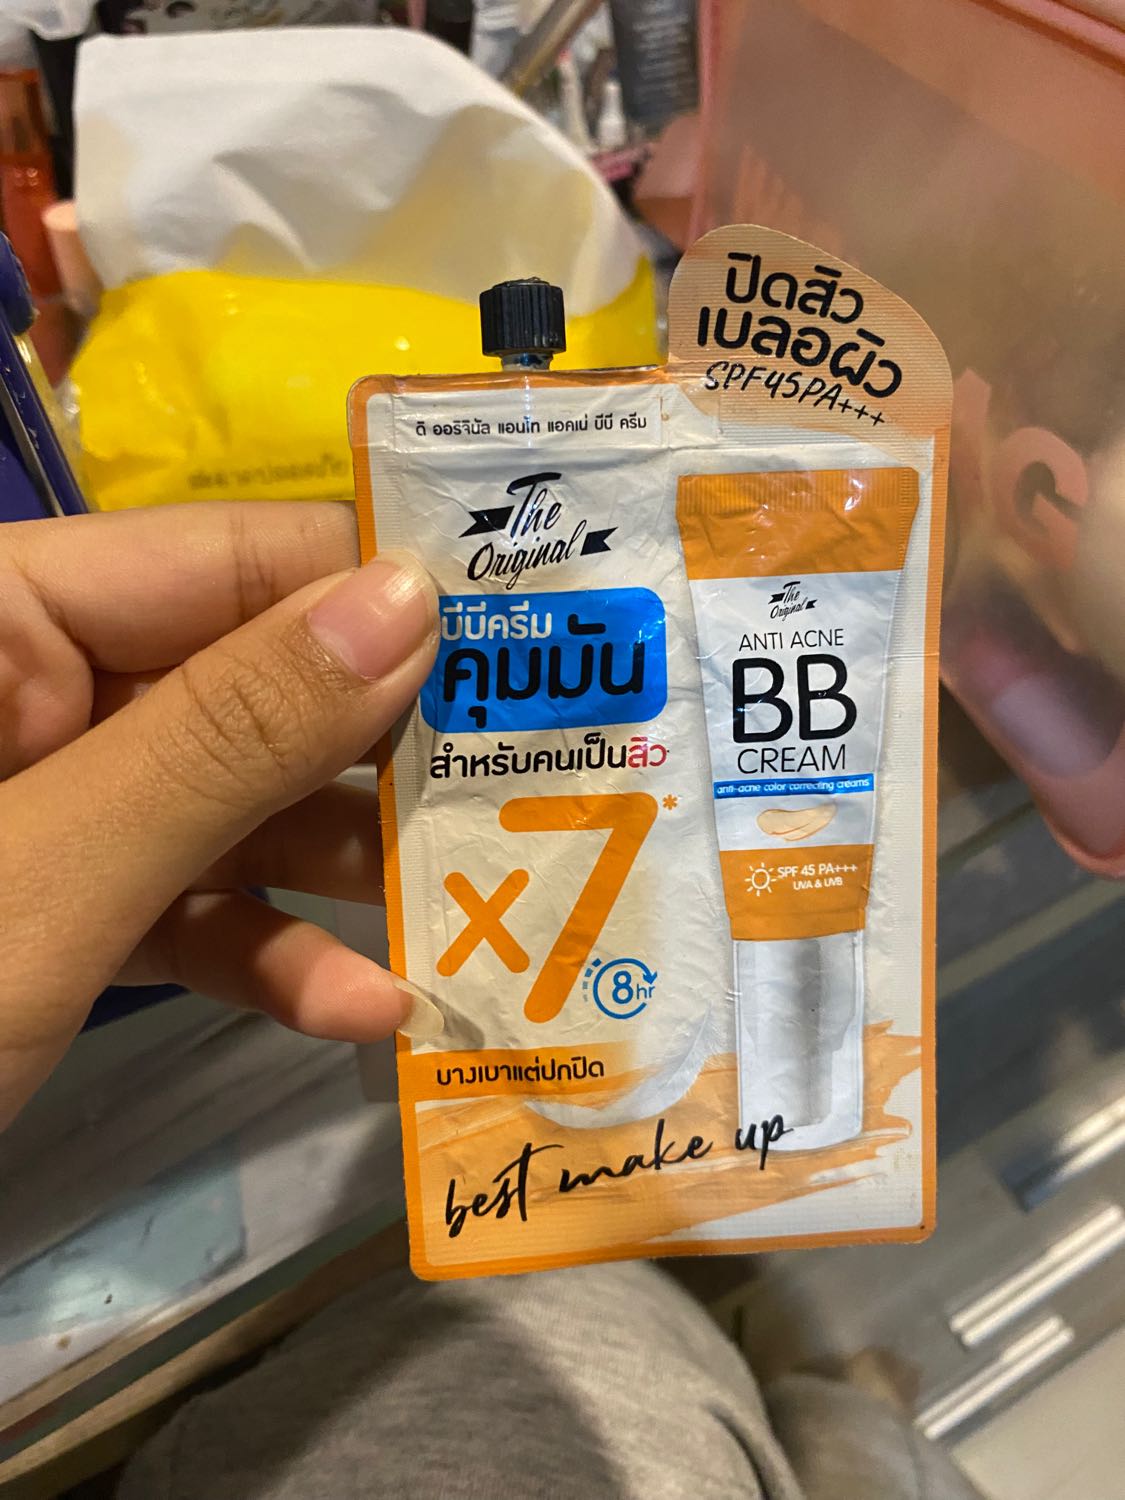 ปิดสิว
เบลอผิว
SPF45PA+++
ดิ ออริจินัล แอนไท แอคเน่ บีบี ครีม
The
Original
บีบีครีม
คุมมัน
สำหรับคนเป็นสิว
x7*
8hr
บางเบาแต่ปกปิด
best make up
The
Original
ANTI ACNE
BB
CREAM
anti-acne color correcting creams
SPF 45 PA+++
UVA & UVB